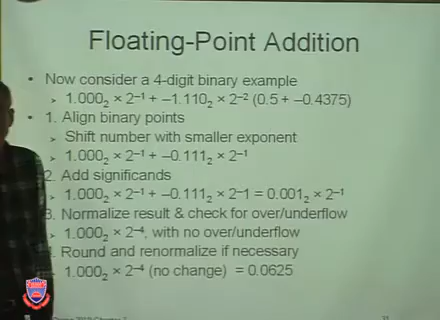 Floating-Point Addition
• Now consider a 4-digit binary example
➢ 1.000₂ × 2⁻¹ + –1.110₂ × 2⁻² (0.5 + –0.4375)
• 1. Align binary points
➢ Shift number with smaller exponent
➢ 1.000₂ × 2⁻¹ + –0.111₂ × 2⁻¹
2. Add significands
1.000₂ × 2⁻¹ + –0.111₂ × 2–1 = 0.001₂ × 2⁻¹
3. Normalize result & check for over/underflow
1.000₂ × 2⁻⁴, with no over/underflow
4. Round and renormalize if necessary
1.000₂ × 2⁻⁴ (no change) = 0.0625